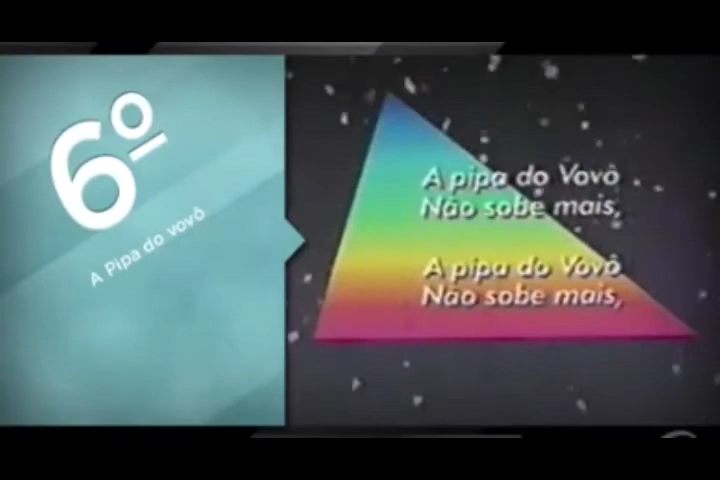 6º
A Pipa do vovô
A pipa do Vovô
Não sobe mais,
A pipa do Vovô
Não sobe mais,